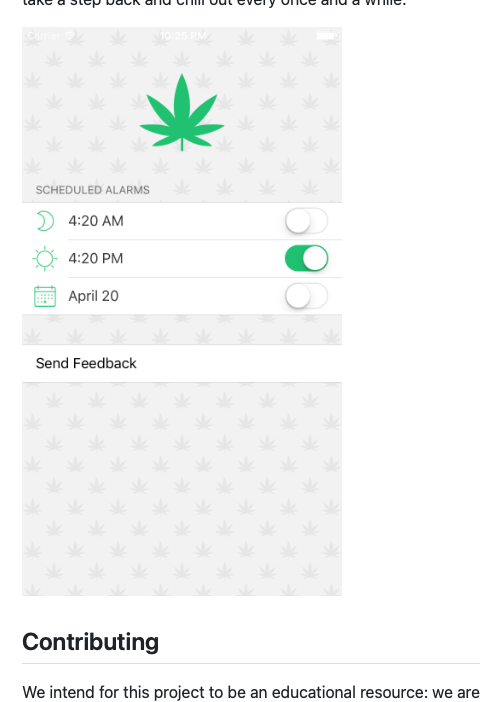 take a step back and chill out every once and a while.
Carrier 10:25 PM
SCHEDULED ALARMS
4:20 AM
4:20 PM
April 20
Send Feedback
Contributing
We intend for this project to be an educational resource: we are